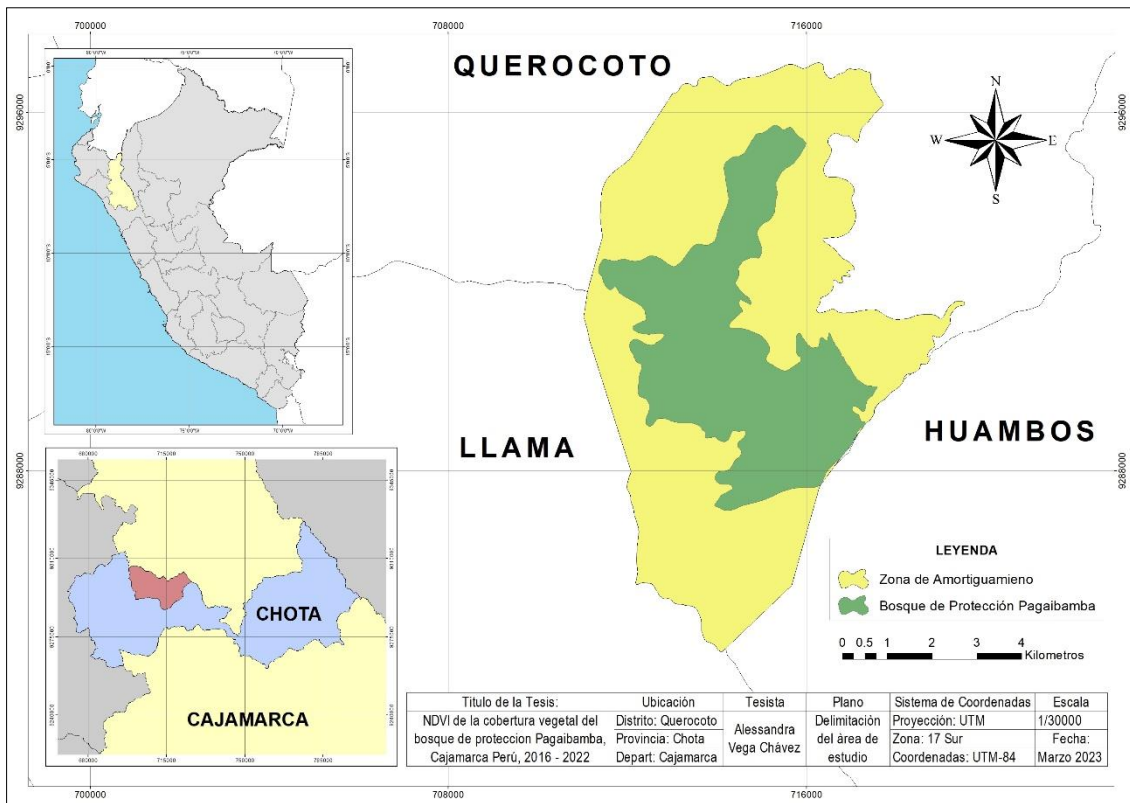 700000
708000
716000
QUEROCOTO
9296000
9296000
N
W
E
S
LLAMA
HUAMBOS
9288000
9288000
LEYENDA
Zona de Amortiguamieno
Bosque de Protección Pagaibamba
0 0.5 1 2 3 4
Kilometros
CHOTA
CAJAMARCA
Titulo de la Tesis:
NDVI de la cobertura vegetal del
bosque de proteccion Pagaibamba,
Cajamarca Perú, 2016 - 2022
Ubicación
Distrito: Querocoto
Provincia: Chota
Depart: Cajamarca
Tesista
Alessandra
Vega Chávez
Plano
Delimitación
del área de
estudio
Sistema de Coordenadas
Proyección: UTM
Zona: 17 Sur
Coordenadas: UTM-84
Escala
1/30000
Fecha:
Marzo 2023
700000
708000
716000